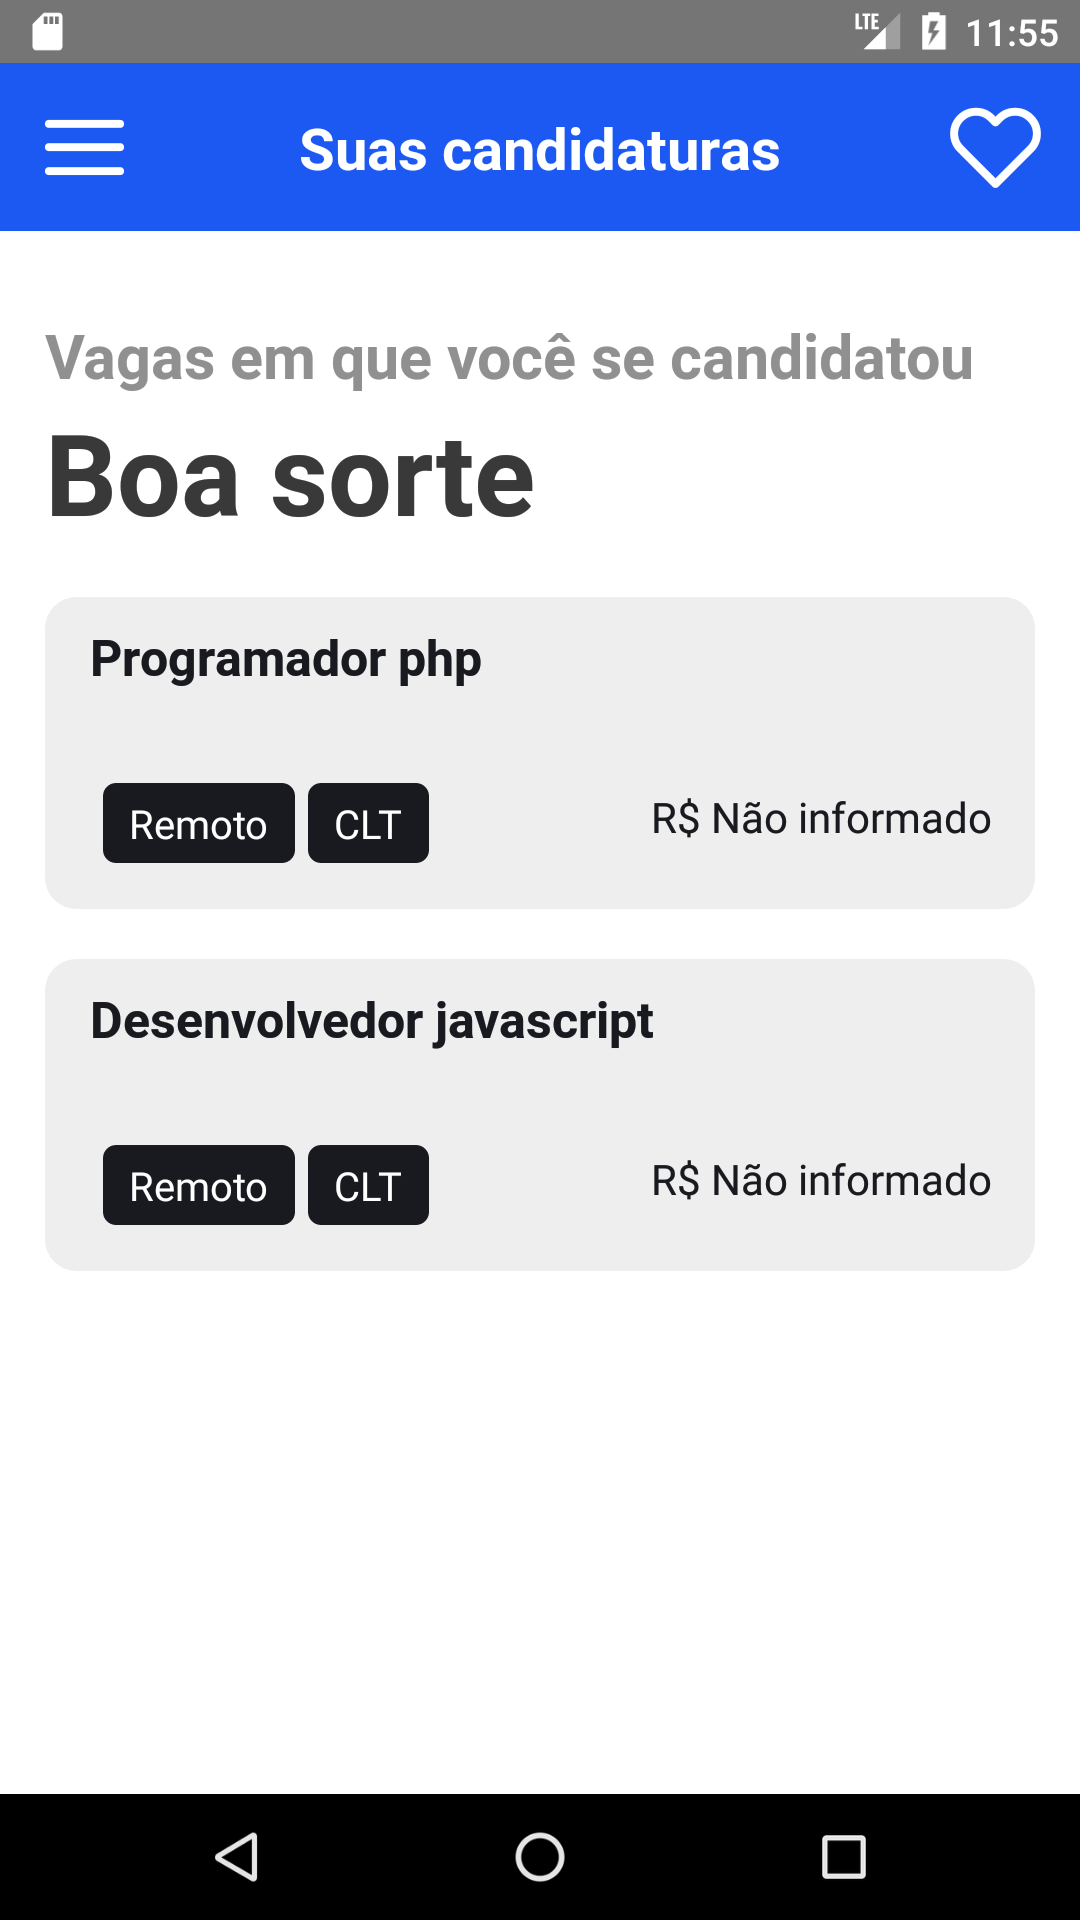 LTE 11:55
Suas candidaturas
Vagas em que você se candidatou
Boa sorte
Programador php
Remoto CLT R$ Não informado
Desenvolvedor javascript
Remoto CLT R$ Não informado